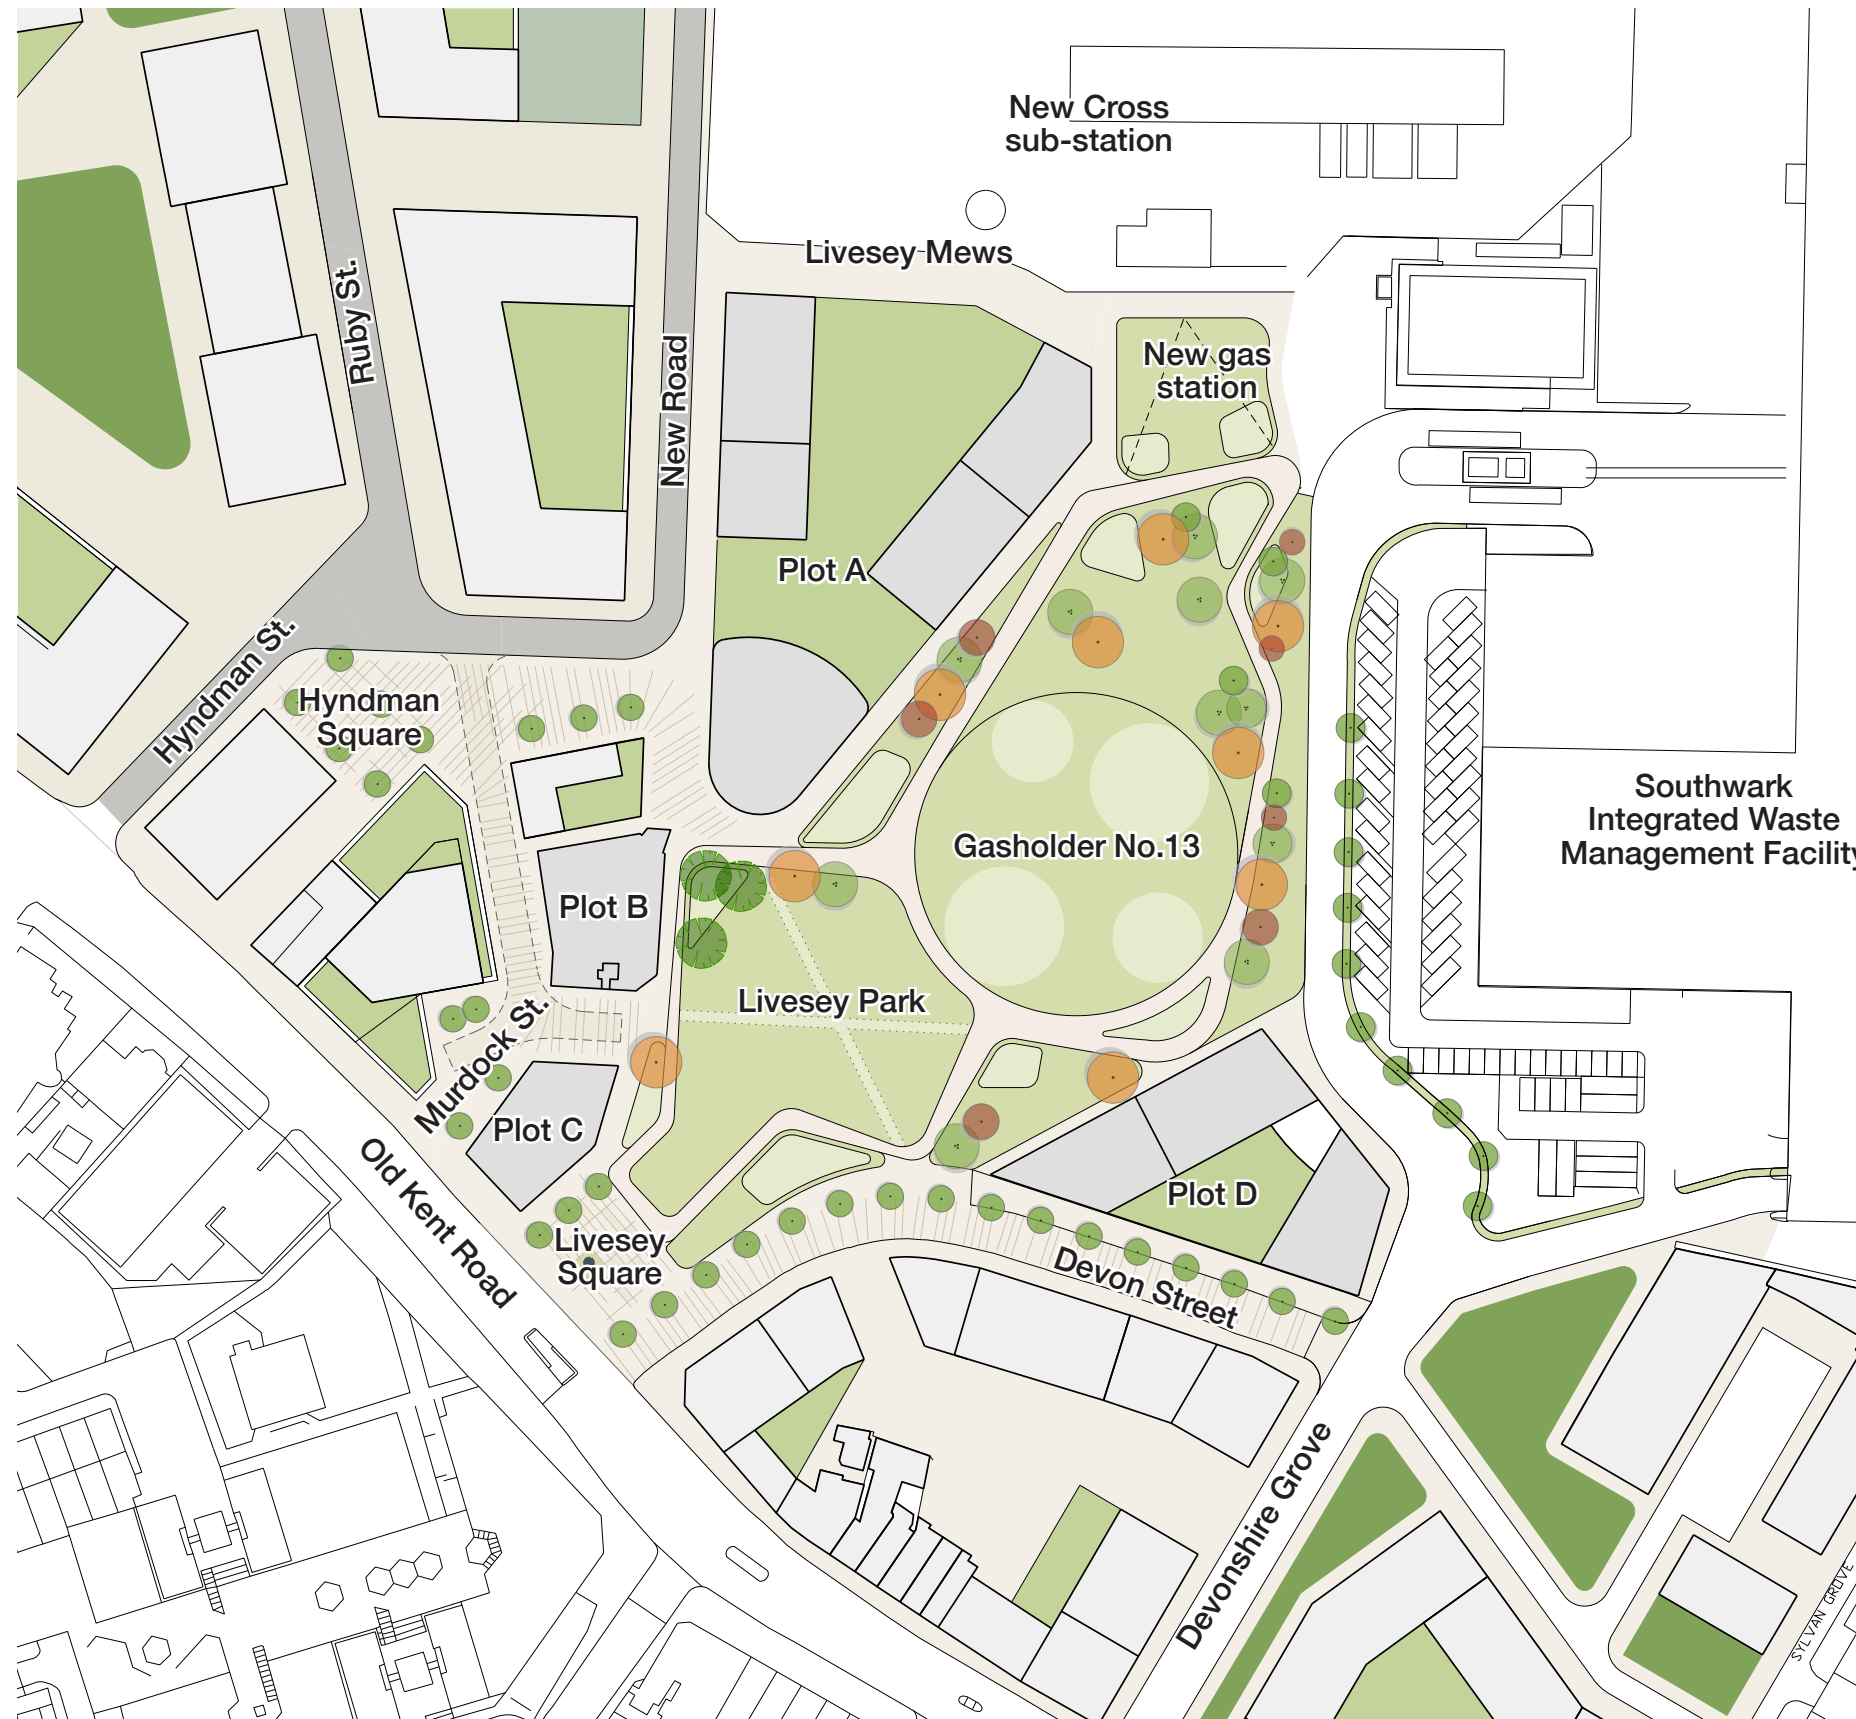 New Cross
sub-station
Livesey Mews
Ruby St.
New Road
New gas
station
Plot A
Hyndman St.
Hyndman
Square
Southwark
Integrated Waste
Management Facility
Gasholder No.13
Plot B
Livesey Park
Murdock St.
Plot C
Old Kent Road
Plot D
Livesey
Square
Devon Street
Devonshire Grove
SYLVAN GROVE